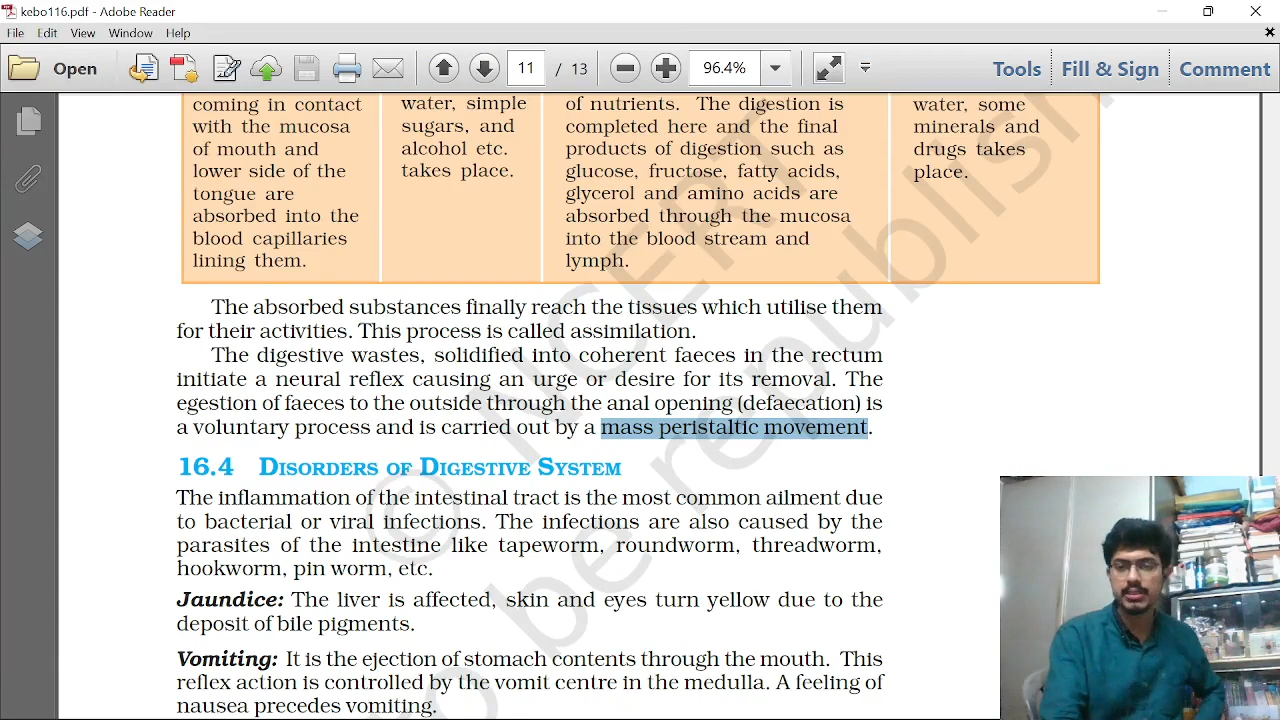 kebo116.pdf - Adobe Reader
File Edit View Window Help
Open 11 / 13 96.4% Tools Fill & Sign Comment
coming in contact
with the mucosa
of mouth and
lower side of the
tongue are
absorbed into the
blood capillaries
lining them.
water, simple
sugars, and
alcohol etc.
takes place.
of nutrients. The digestion is
completed here and the final
products of digestion such as
glucose, fructose, fatty acids,
glycerol and amino acids are
absorbed through the mucosa
into the blood stream and
lymph.
water, some
minerals and
drugs takes
place.
The absorbed substances finally reach the tissues which utilise them
for their activities. This process is called assimilation.
The digestive wastes, solidified into coherent faeces in the rectum
initiate a neural reflex causing an urge or desire for its removal. The
egestion of faeces to the outside through the anal opening (defaecation) is
a voluntary process and is carried out by a mass peristaltic movement.
16.4 DISORDERS OF DIGESTIVE SYSTEM
The inflammation of the intestinal tract is the most common ailment due
to bacterial or viral infections. The infections are also caused by the
parasites of the intestine like tapeworm, roundworm, threadworm,
hookworm, pin worm, etc.
Jaundice: The liver is affected, skin and eyes turn yellow due to the
deposit of bile pigments.
Vomiting: It is the ejection of stomach contents through the mouth. This
reflex action is controlled by the vomit centre in the medulla. A feeling of
nausea precedes vomiting.
© NCERT
to be republish